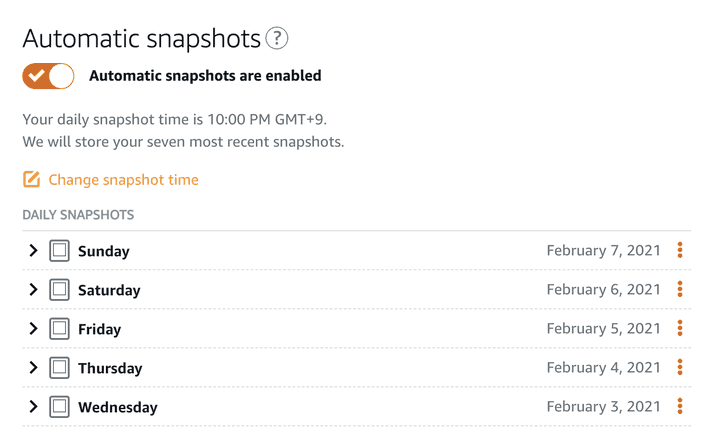 Automatic snapshots ?
Automatic snapshots are enabled
Your daily snapshot time is 10:00 PM GMT+9.
We will store your seven most recent snapshots.
Change snapshot time
DAILY SNAPSHOTS
Sunday February 7, 2021
Saturday February 6, 2021
Friday February 5, 2021
Thursday February 4, 2021
Wednesday February 3, 2021